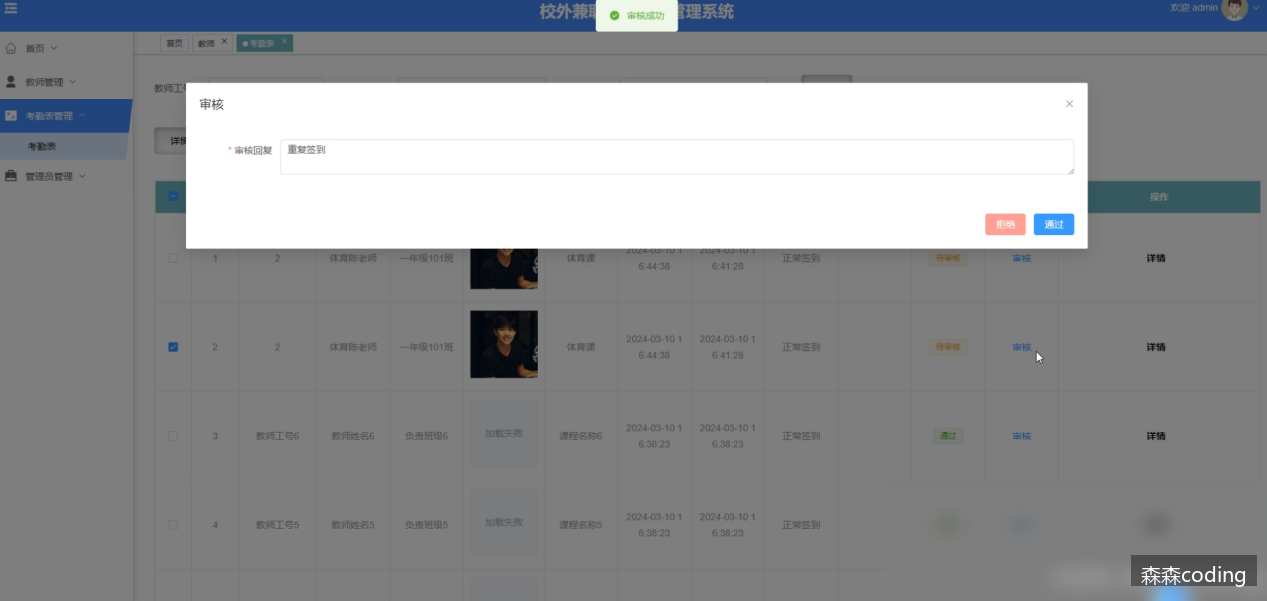 校外兼职
管理系统
审核成功
欢迎 admin
首页
教师管理
考勤表管理
考勤表
管理员管理
首页
教师
考勤表
教师工号
详情
审核
* 审核回复
重复签到
拒绝
通过
操作
1 2 体育陈老师 一年级101班 体育课 2024-03-10 16:44:38 2024-03-10 16:41:28 正常签到 待审核 审核 详情
2 2 体育陈老师 一年级101班 体育课 2024-03-10 16:44:38 2024-03-10 16:41:28 正常签到 待审核 审核 详情
3 教师工号6 教师姓名6 负责班级6 加载失败 课程名称6 2024-03-10 16:38:23 2024-03-10 16:38:23 正常签到 通过 审核 详情
4 教师工号5 教师姓名5 负责班级5 加载失败 课程名称5 2024-03-10 16:38:23 2024-03-10 16:38:23 正常签到
森森coding